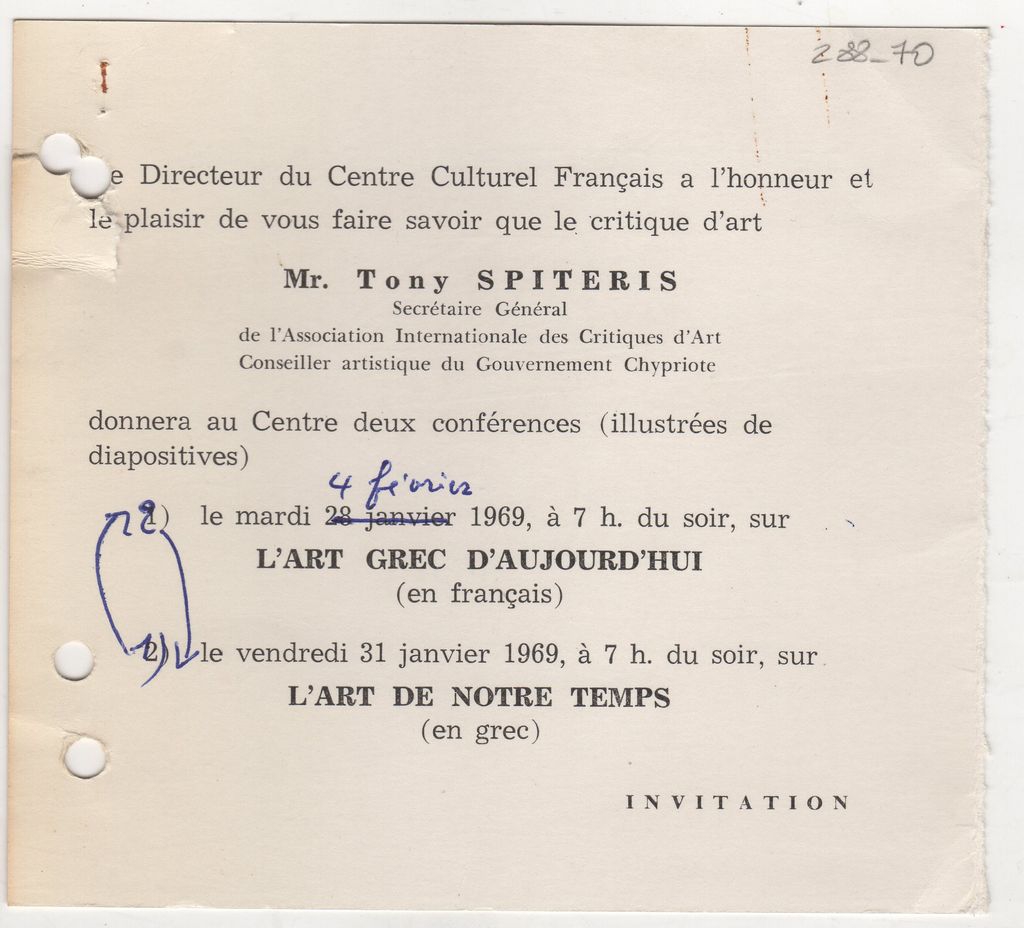 288-70
e Directeur du Centre Culturel Français a l'honneur et
le plaisir de vous faire savoir que le critique d'art
Mr. Tony SPITERIS
Secrétaire Général
de l'Association Internationale des Critiques d'Art
Conseiller artistique du Gouvernement Chypriote
donnera au Centre deux conférences (illustrées de
diapositives)
4 février
1) le mardi 28 janvier 1969, à 7 h. du soir, sur
L'ART GREC D'AUJOURD'HUI
(en français)
2) le vendredi 31 janvier 1969, à 7 h. du soir, sur
L'ART DE NOTRE TEMPS
(en grec)
INVITATION